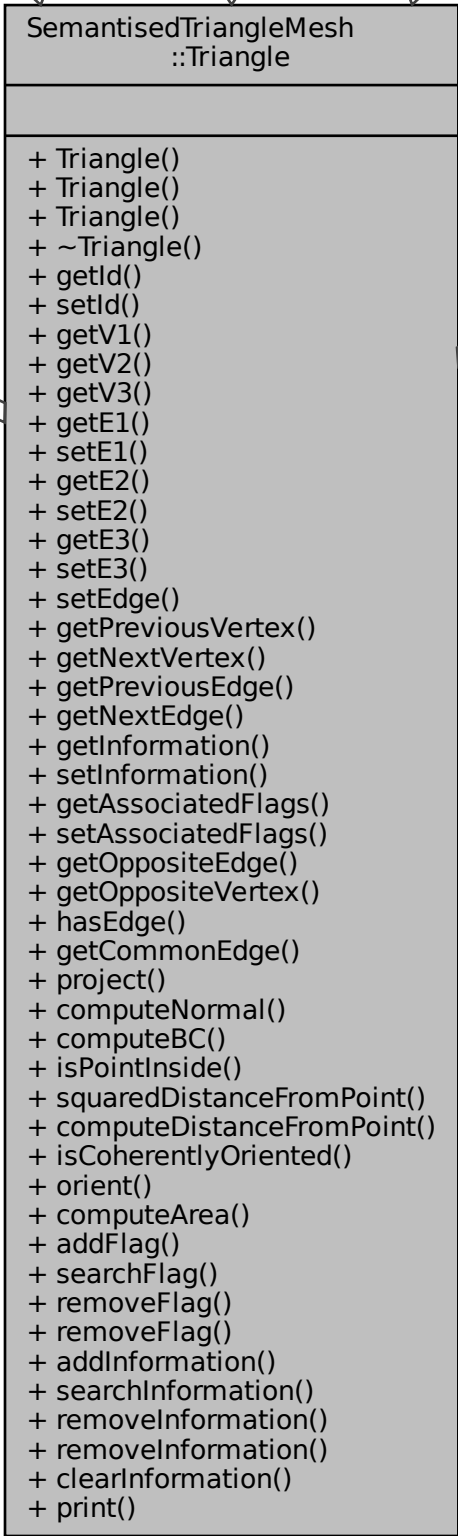 SemantisedTriangleMesh
::Triangle
+ Triangle()
+ Triangle()
+ Triangle()
+ ~Triangle()
+ getId()
+ setId()
+ getV1()
+ getV2()
+ getV3()
+ getE1()
+ setE1()
+ getE2()
+ setE2()
+ getE3()
+ setE3()
+ setEdge()
+ getPreviousVertex()
+ getNextVertex()
+ getPreviousEdge()
+ getNextEdge()
+ getInformation()
+ setInformation()
+ getAssociatedFlags()
+ setAssociatedFlags()
+ getOppositeEdge()
+ getOppositeVertex()
+ hasEdge()
+ getCommonEdge()
+ project()
+ computeNormal()
+ computeBC()
+ isPointInside()
+ squaredDistanceFromPoint()
+ computeDistanceFromPoint()
+ isCoherentlyOriented()
+ orient()
+ computeArea()
+ addFlag()
+ searchFlag()
+ removeFlag()
+ removeFlag()
+ addInformation()
+ searchInformation()
+ removeInformation()
+ removeInformation()
+ clearInformation()
+ print()